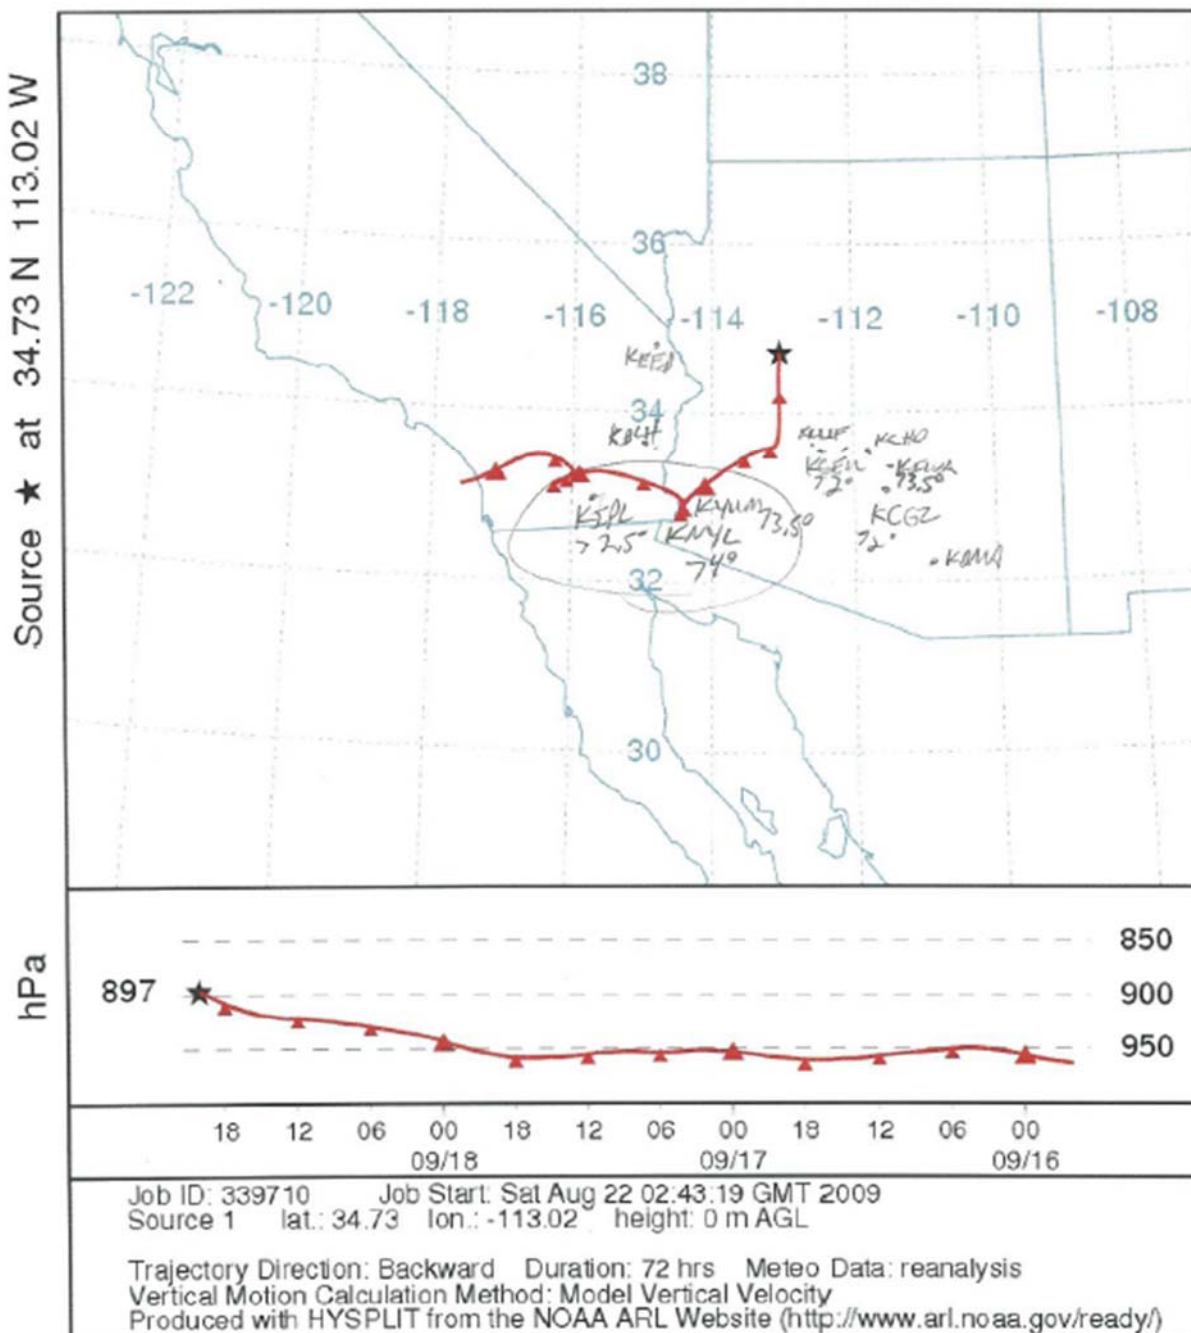 Source ★ at 34.73 N 113.02 W
38
36
-122 -120 -118 -116 -114 -112 -110 -108
34
KBLH
KCHD
72°
73.5°
KIPL
KYUM 73.5°
KCGZ
72.5°
KNYL
72°
74°
KDMA
32
30
hPa
850
897
900
950
18 12 06 00 18 12 06 00 18 12 06 00
09/18 09/17 09/16
Job ID: 339710 Job Start: Sat Aug 22 02:43:19 GMT 2009
Source 1 lat.: 34.73 lon.: -113.02 height: 0 m AGL
Trajectory Direction: Backward Duration: 72 hrs Meteo Data: reanalysis
Vertical Motion Calculation Method: Model Vertical Velocity
Produced with HYSPLIT from the NOAA ARL Website (http://www.arl.noaa.gov/ready/)